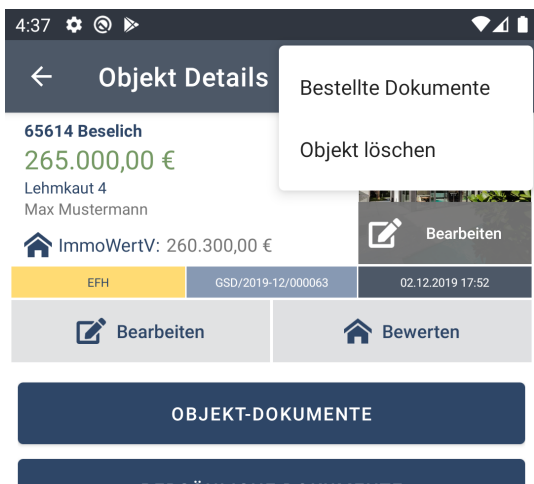 4:37
Objekt Details
Bestellte Dokumente
Objekt löschen
65614 Beselich
265.000,00 €
Lehmkaut 4
Max Mustermann
ImmoWertV: 260.300,00 €
Bearbeiten
EFH
GSD/2019-12/000063
02.12.2019 17:52
Bearbeiten
Bewerten
OBJEKT-DOKUMENTE